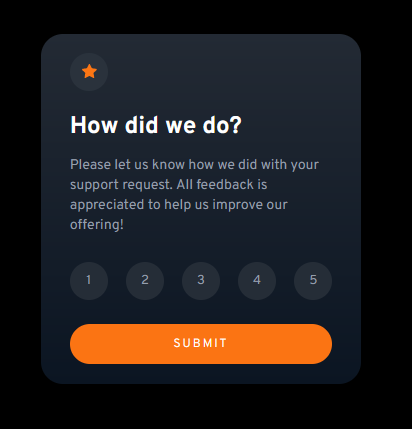 How did we do?
Please let us know how we did with your
support request. All feedback is
appreciated to help us improve our
offering!
1 2 3 4 5
SUBMIT